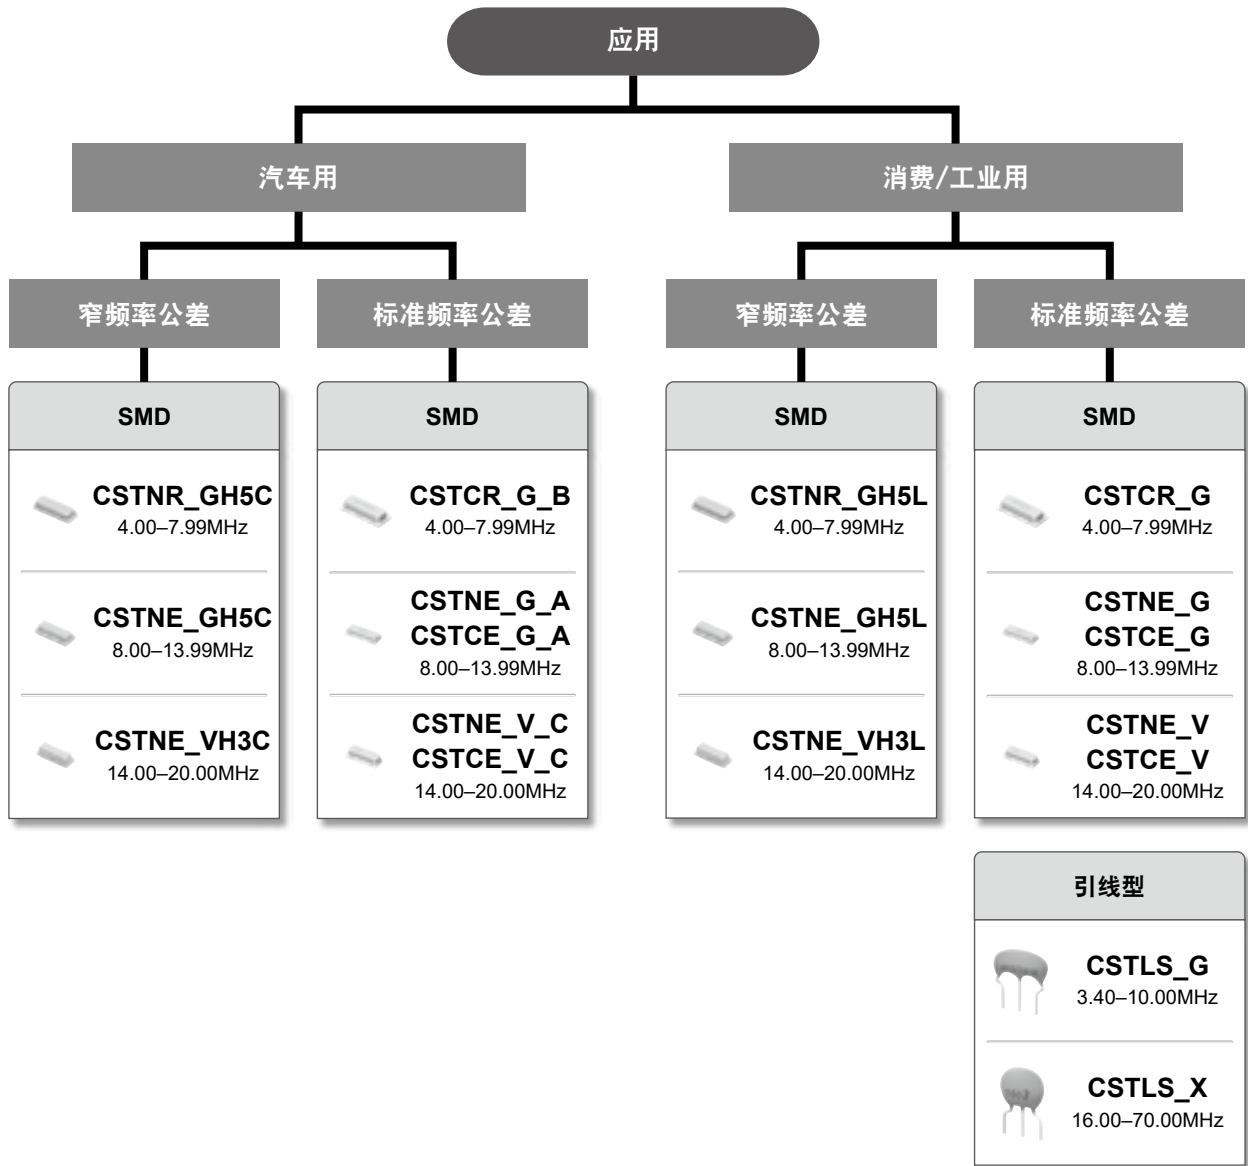 应用
汽车用
消费/工业用
窄频率公差
标准频率公差
窄频率公差
标准频率公差
SMD
CSTNR_GH5C
4.00–7.99MHz
CSTNE_GH5C
8.00–13.99MHz
CSTNE_VH3C
14.00–20.00MHz
SMD
CSTCR_G_B
4.00–7.99MHz
CSTNE_G_A
CSTCE_G_A
8.00–13.99MHz
CSTNE_V_C
CSTCE_V_C
14.00–20.00MHz
SMD
CSTNR_GH5L
4.00–7.99MHz
CSTNE_GH5L
8.00–13.99MHz
CSTNE_VH3L
14.00–20.00MHz
SMD
CSTCR_G
4.00–7.99MHz
CSTNE_G
CSTCE_G
8.00–13.99MHz
CSTNE_V
CSTCE_V
14.00–20.00MHz
引线型
CSTLS_G
3.40–10.00MHz
CSTLS_X
16.00–70.00MHz